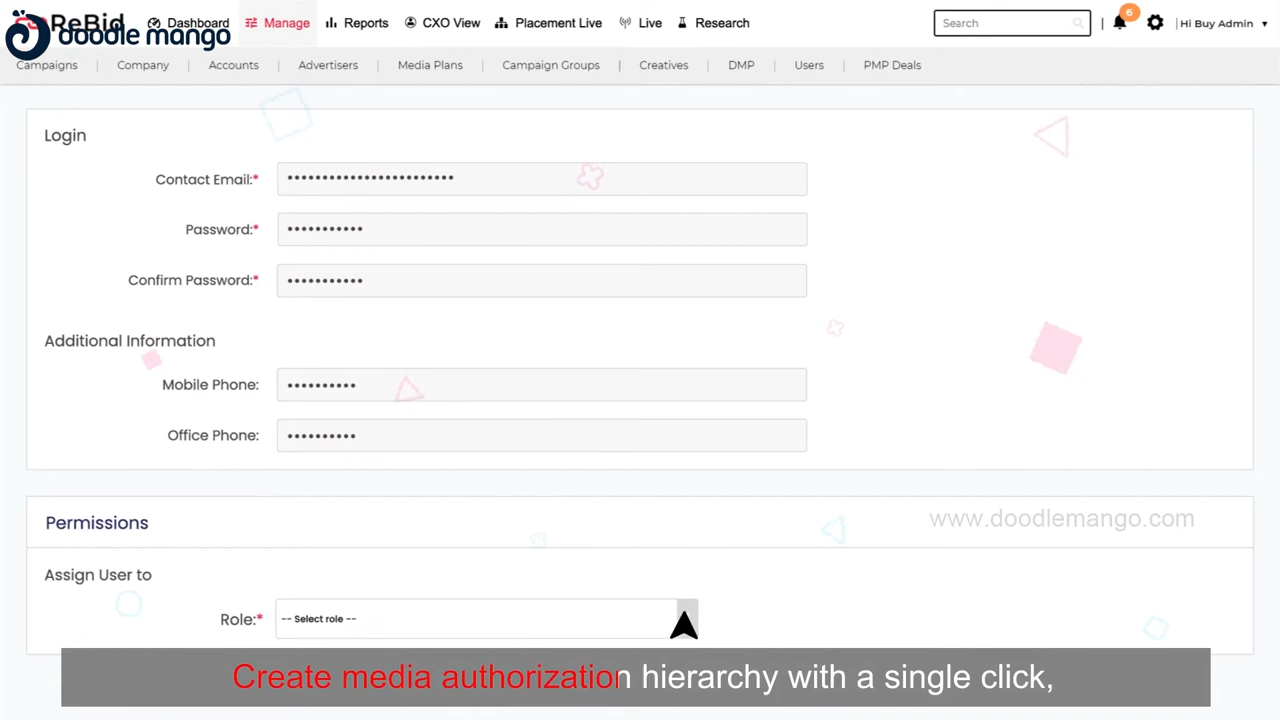 ReBid
doodle mango
Dashboard
Manage
Reports
CXO View
Placement Live
Live
Research
Search
|
6
| Hi Buy Admin
Campaigns | Company | Accounts | Advertisers | Media Plans | Campaign Groups | Creatives | DMP | Users | PMP Deals
Login
Contact Email:* ••••••••••••••••••••••••
Password:* •••••••••••
Confirm Password:* •••••••••••
Additional Information
Mobile Phone: ••••••••••
Office Phone: ••••••••••
Permissions
www.doodlemango.com
Assign User to
Role:* -- Select role --
Create media authorization hierarchy with a single click,